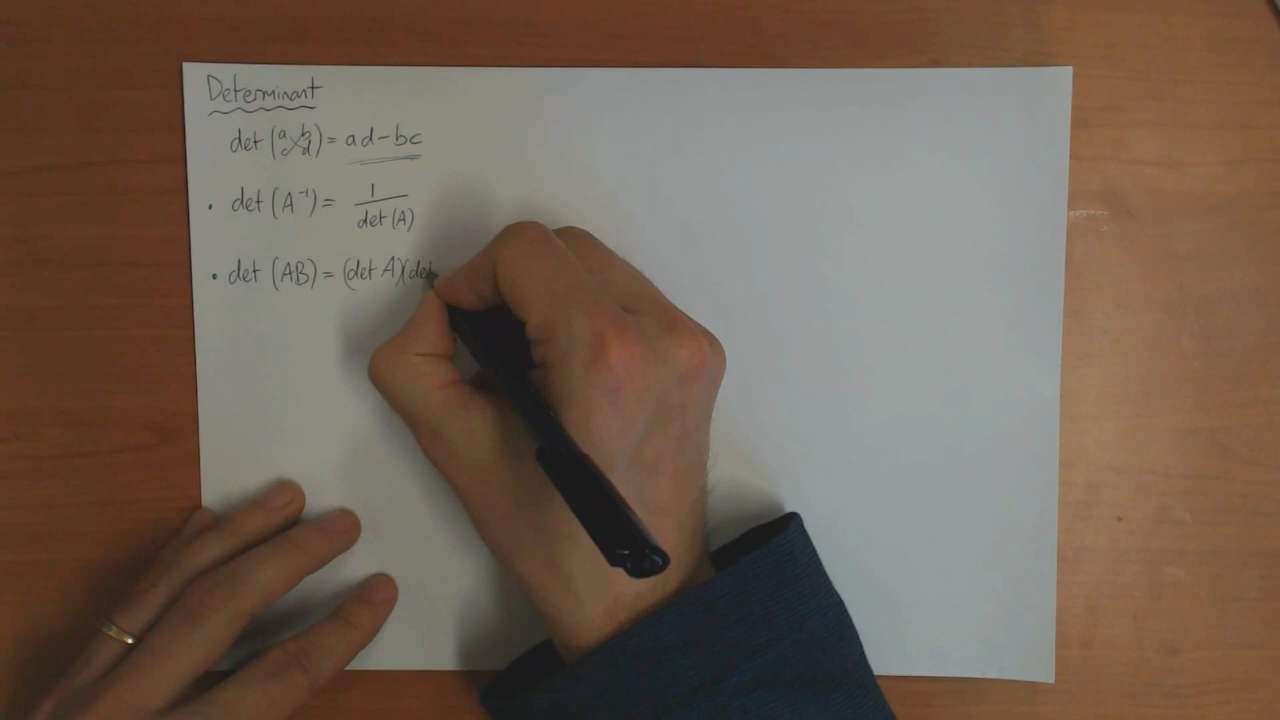 Determinant
det (a b c d) = ad-bc
• det (A⁻¹) = 1/det (A)
• det (AB) = (det A)(det